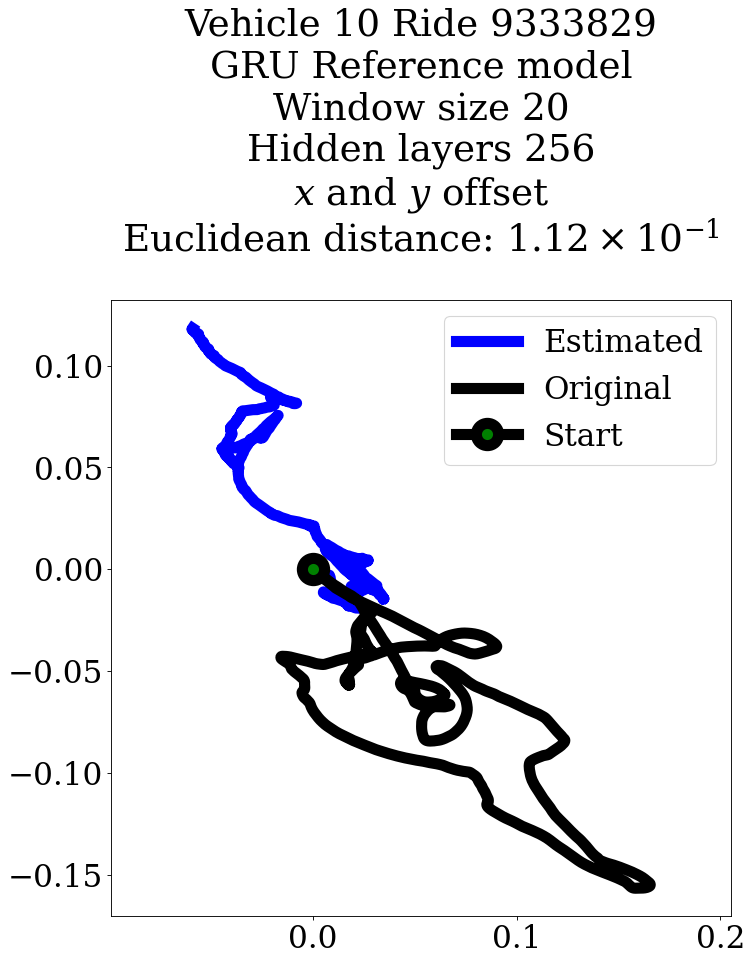 Vehicle 10 Ride 9333829
GRU Reference model
Window size 20
Hidden layers 256
x and y offset
Euclidean distance: 1.12 × 10⁻¹
Estimated
Original
Start
0.10
0.05
0.00
−0.05
−0.10
−0.15
0.0 0.1 0.2